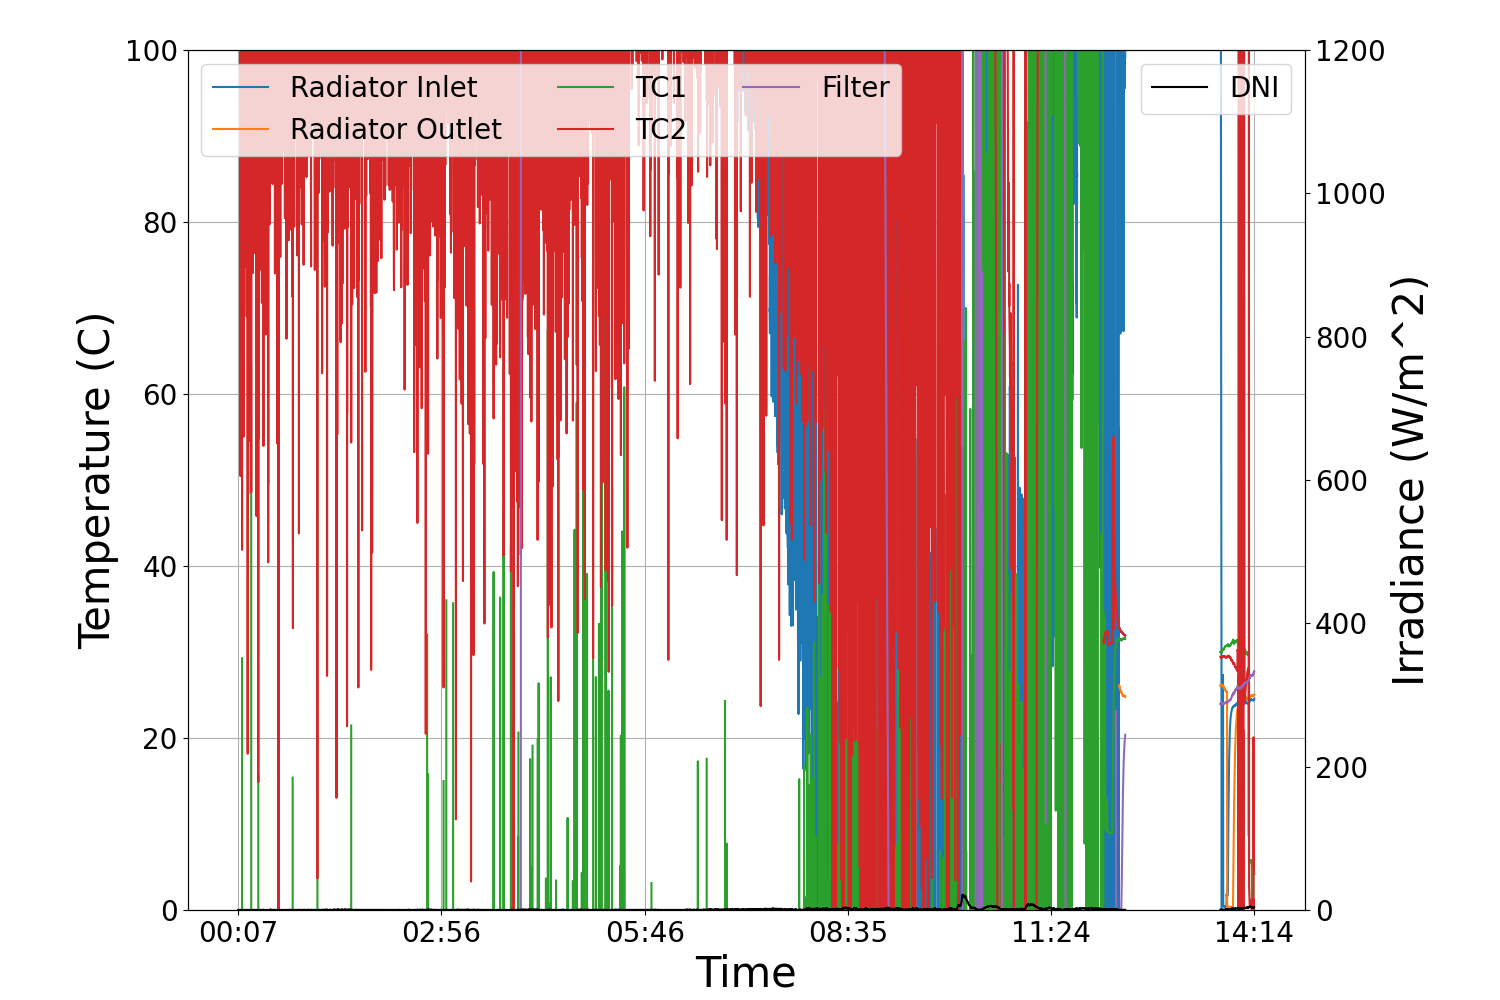 100
80
60
40
20
0
Temperature (C)
Radiator Inlet
Radiator Outlet
TC1
TC2
Filter
DNI
1200
1000
800
600
400
200
0
Irradiance (W/m^2)
00:07 02:56 05:46 08:35 11:24 14:14
Time